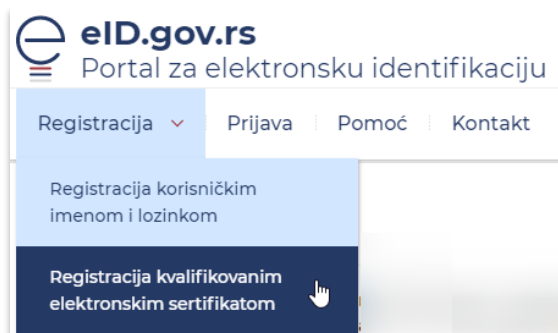 eID.gov.rs
Portal za elektronsku identifikaciju
Registracija Prijava Pomoć Kontakt
Registracija korisničkim
imenom i lozinkom
Registracija kvalifikovanim
elektronskim sertifikatom